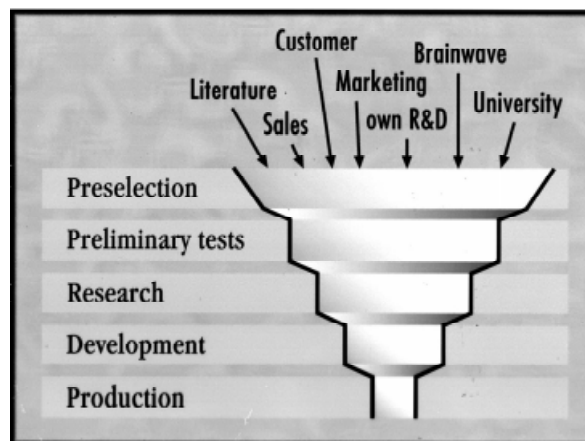 Customer
Brainwave
Literature
Marketing
University
Sales
own R&D
Preselection
Preliminary tests
Research
Development
Production